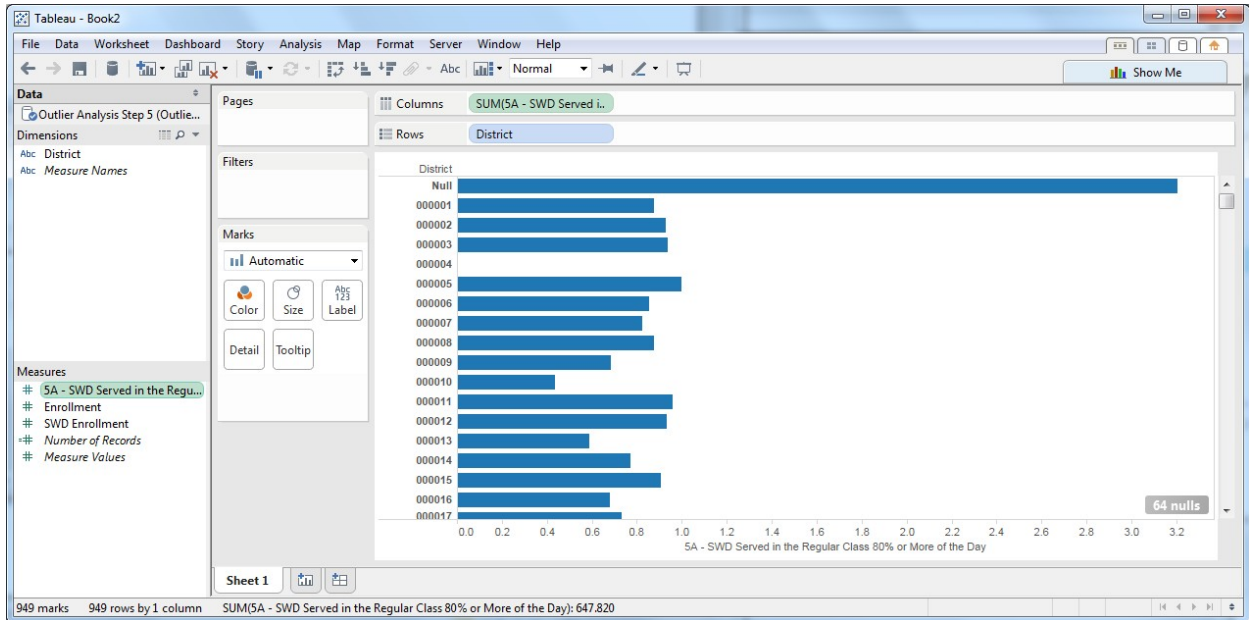 Tableau - Book2
File Data Worksheet Dashboard Story Analysis Map Format Server Window Help
Abc Normal
Show Me
Data
Outlier Analysis Step 5 (Outlie...
Dimensions
Abc District
Abc Measure Names
Measures
# 5A - SWD Served in the Regu...
# Enrollment
# SWD Enrollment
=# Number of Records
# Measure Values
Pages
Filters
Marks
Automatic
Color Size Abc 123 Label
Detail Tooltip
Columns SUM(5A - SWD Served i..
Rows District
District
Null
000001
000002
000003
000004
000005
000006
000007
000008
000009
000010
000011
000012
000013
000014
000015
000016
000017
64 nulls
0.0 0.2 0.4 0.6 0.8 1.0 1.2 1.4 1.6 1.8 2.0 2.2 2.4 2.6 2.8 3.0 3.2
5A - SWD Served in the Regular Class 80% or More of the Day
Sheet 1
949 marks 949 rows by 1 column SUM(5A - SWD Served in the Regular Class 80% or More of the Day): 647.820